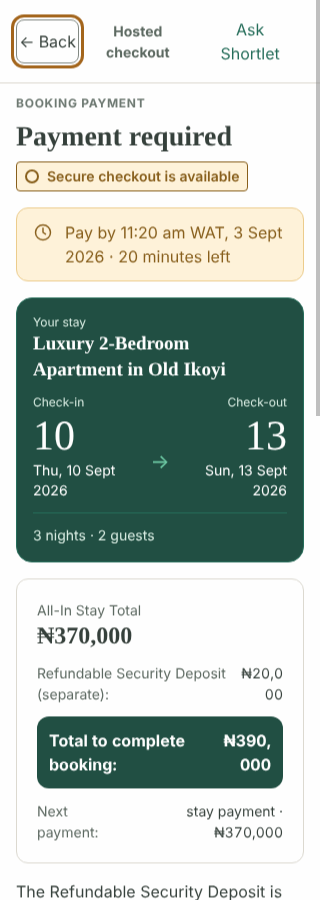 ← Back
Hosted
checkout
Ask
Shortlet
BOOKING PAYMENT
Payment required
Secure checkout is available
Pay by 11:20 am WAT, 3 Sept
2026 · 20 minutes left
Your stay
Luxury 2-Bedroom
Apartment in Old Ikoyi
Check-in
10
Thu, 10 Sept
2026
→
Check-out
13
Sun, 13 Sept
2026
3 nights · 2 guests
All-In Stay Total
₦370,000
Refundable Security Deposit ₦20,0
(separate): 00
Total to complete ₦390,
booking: 000
Next stay payment ·
payment: ₦370,000
The Refundable Security Deposit is